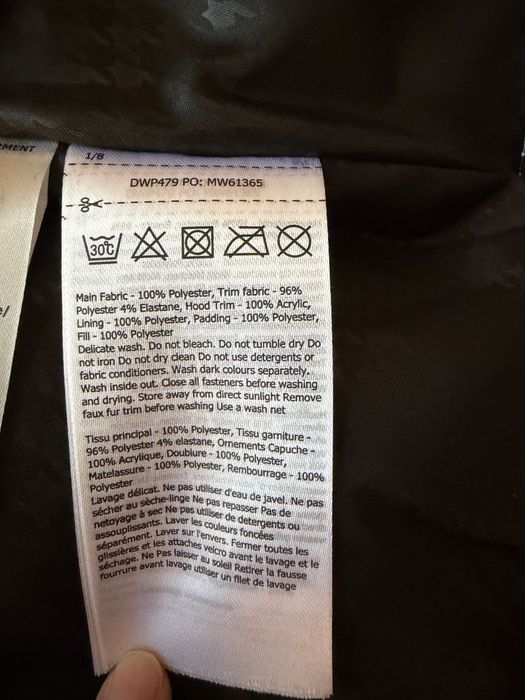 MENT
1/8
DWP479 PO: MW61365
30℃
Main Fabric - 100% Polyester, Trim fabric - 96%
Polyester 4% Elastane, Hood Trim - 100% Acrylic,
Lining - 100% Polyester, Padding - 100% Polyester,
Fill - 100% Polyester
Delicate wash. Do not bleach. Do not tumble dry Do
not iron Do not dry clean Do not use detergents or
fabric conditioners. Wash dark colours separately.
Wash inside out. Close all fasteners before washing
and drying. Store away from direct sunlight Remove
faux fur trim before washing Use a wash net
Tissu principal - 100% Polyester, Tissu garniture -
96% Polyester 4% elastane, Ornements Capuche -
100% Acrylique, Doublure - 100% Polyester,
Matelassure - 100% Polyester, Rembourrage - 100%
Polyester
Lavage délicat. Ne pas utiliser d'eau de javel. Ne pas
sécher au sèche-linge Ne pas repasser Pas de
netoyage à sec Ne pas utiliser de detergents ou
assouplissants. Laver les couleurs foncées
séparément. Laver sur l'envers. Fermer toutes les
glissières et les attaches velcro avant le lavage et le
séchage. Ne Pas laisser au soleil Retirer la fausse
fourrure avant lavage utiliser un filet de lavage